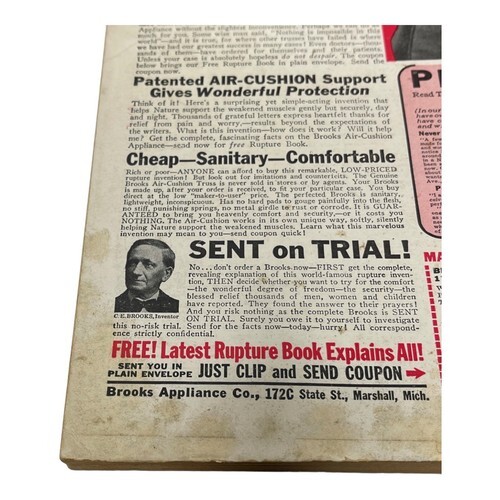 Appliance without the slightest inconvenience. Perhaps we can do as
much for you. Some wise man said, "Nothing is impossible in this
world"—and it is true, for where other trusses have failed is where
we have had our greatest success in many cases! Even doctors—thou-
sands of them—have ordered for themselves and their patients.
Unless your case is absolutely hopeless do not despair. The coupon
below brings our Free Rupture Book in plain envelope. Send the
coupon now.
Patented AIR-CUSHION Support
Gives Wonderful Protection
Think of it! Here's a surprising yet simple-acting invention that
helps Nature support the weakened muscles gently but securely, day
and night. Thousands of grateful letters express heartfelt thanks for
relief from pain and worry,—results beyond the expectations of
the writers. What is this invention—how does it work? Will it help
me? Get the complete, fascinating facts on the Brooks Air-Cushion
Appliance—send now for free Rupture Book.
Cheap—Sanitary—Comfortable
Rich or poor—ANYONE can afford to buy this remarkable, LOW-PRICED
rupture invention! But look out for imitations and counterfeits. The Genuine
Brooks Air-Cushion Truss is never sold in stores or by agents. Your Brooks
is made up, after your order is received, to fit your particular case. You buy
direct at the low "maker-to-user" price. The perfected Brooks is sanitary,
lightweight, inconspicuous. Has no hard pads to gouge painfully into the flesh,
no stiff, punishing springs, no metal girdle to rust or corrode. It is GUAR-
ANTEED to bring you heavenly comfort and security,—or it costs you
NOTHING. The Air-Cushion works in its own unique way, softly, silently
helping Nature support the weakened muscles. Learn what this marvelous
invention may mean to you—send coupon quick!
SENT on TRIAL!
No...don't order a Brooks now—FIRST get the complete,
revealing explanation of this world-famous rupture inven-
tion, THEN decide whether you want to try for the comfort
—the wonderful degree of freedom—the security—the
blessed relief thousands of men, women and children
have reported. They found the answer to their prayers!
And you risk nothing as the complete Brooks is SENT
ON TRIAL. Surely you owe it to yourself to investigate
this no-risk trial. Send for the facts now—today—hurry! All correspond-
ence strictly confidential.
C.E. BROOKS, Inventor
FREE! Latest Rupture Book Explains All!
SENT YOU IN
PLAIN ENVELOPE
JUST CLIP and SEND COUPON
Brooks Appliance Co., 172C State St., Marshall, Mich.
Read